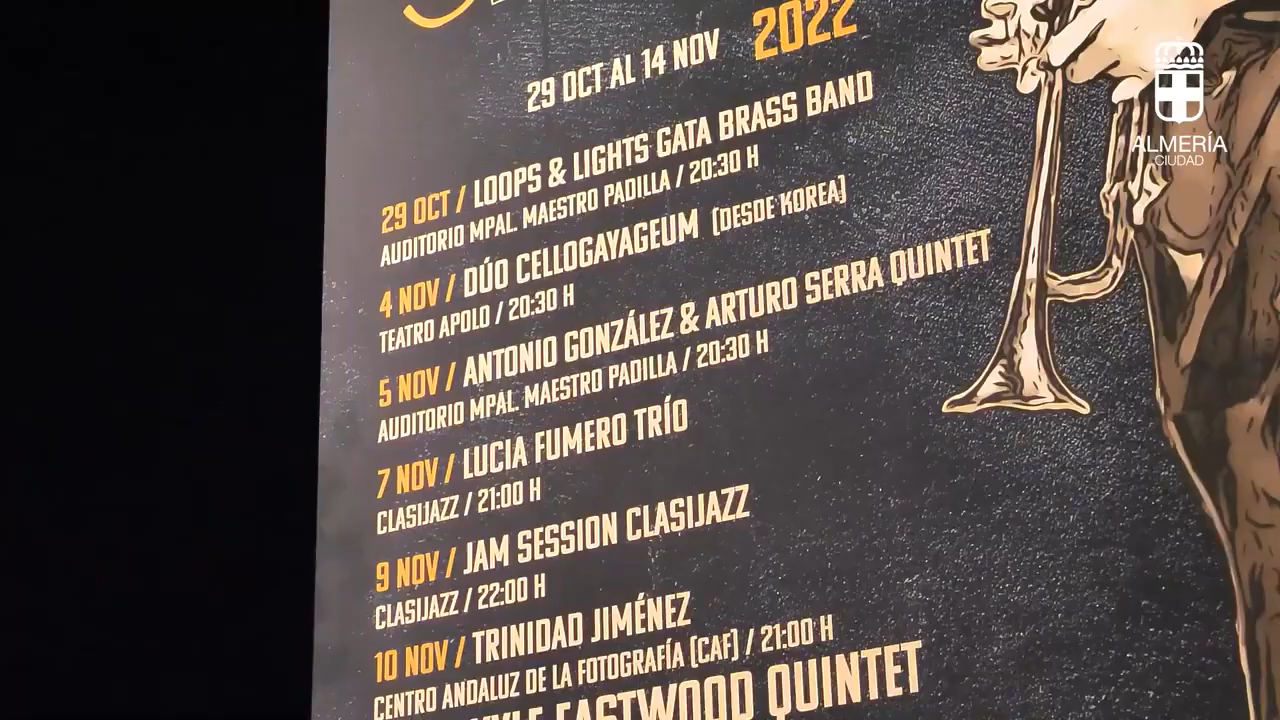 2022
29 OCT AL 14 NOV
29 OCT / LOOPS & LIGHTS GATA BRASS BAND
AUDITORIO MPAL. MAESTRO PADILLA / 20:30 H
4 NOV / DÚO CELLOGAYAGEUM [DESDE KOREA]
TEATRO APOLO / 20:30 H
5 NOV / ANTONIO GONZÁLEZ & ARTURO SERRA QUINTET
AUDITORIO MPAL. MAESTRO PADILLA / 20:30 H
7 NOV / LUCIA FUMERO TRÍO
CLASIJAZZ / 21:00 H
9 NOV / JAM SESSION CLASIJAZZ
CLASIJAZZ / 22:00 H
10 NOV / TRINIDAD JIMÉNEZ
CENTRO ANDALUZ DE LA FOTOGRAFÍA [CAF] / 21:00 H
EASTWOOD QUINTET
ALMERÍA
CIUDAD